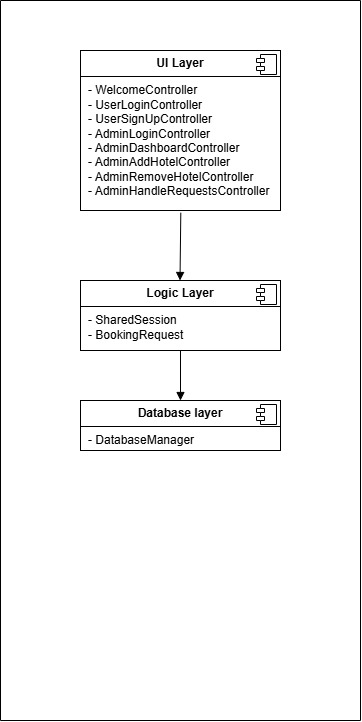 UI Layer
- WelcomeController
- UserLoginController
- UserSignUpController
- AdminLoginController
- AdminDashboardController
- AdminAddHotelController
- AdminRemoveHotelController
- AdminHandleRequestsController
Logic Layer
- SharedSession
- BookingRequest
Database layer
- DatabaseManager